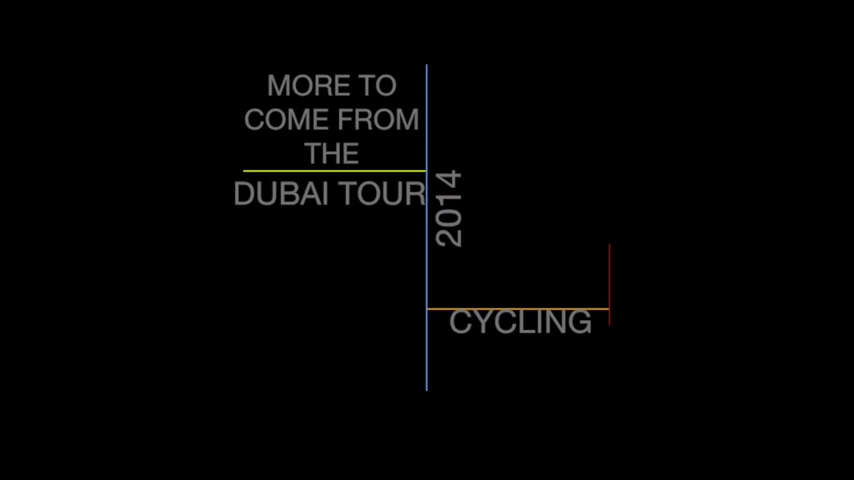 MORE TO
COME FROM
THE
DUBAI TOUR
2014
CYCLING